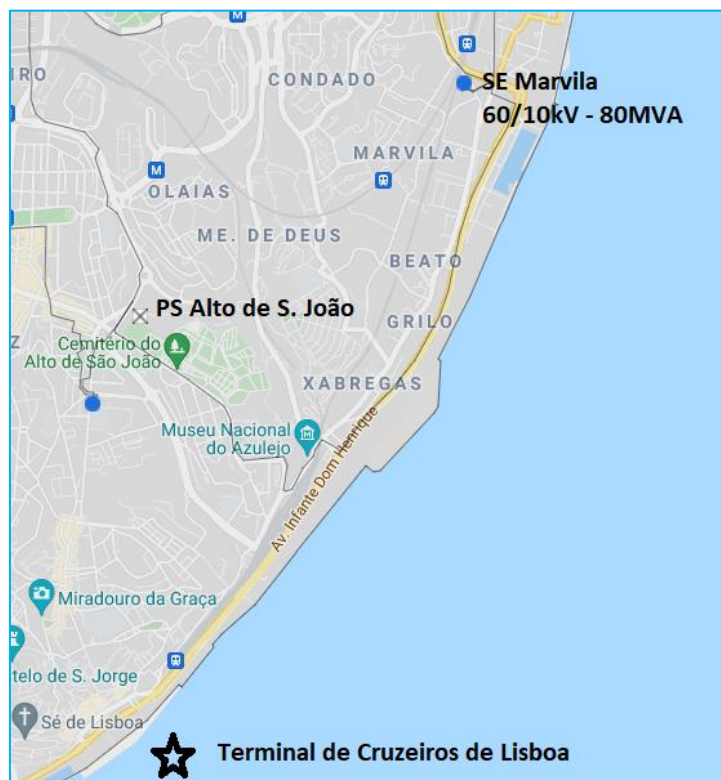 M
IRO
CONDADO
SE Marvila
60/10kV - 80MVA
MARVILA
M
OLAIAS
ME. DE DEUS
BEATO
PS Alto de S. João
GRILO
Z
Cemitério do
Alto de São João
XABREGAS
Museu Nacional
do Azulejo
M
Av. Infante Dom Henrique
Miradouro da Graça
telo de S. Jorge
Sé de Lisboa
Terminal de Cruzeiros de Lisboa